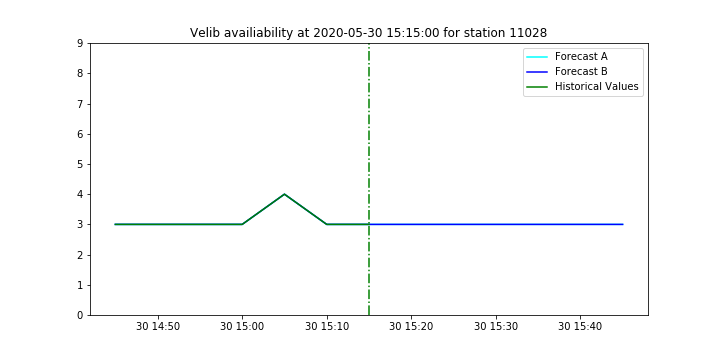 Velib availiability at 2020-05-30 15:15:00 for station 11028
Forecast A
Forecast B
Historical Values
9
8
7
6
5
4
3
2
1
0
30 14:50 30 15:00 30 15:10 30 15:20 30 15:30 30 15:40